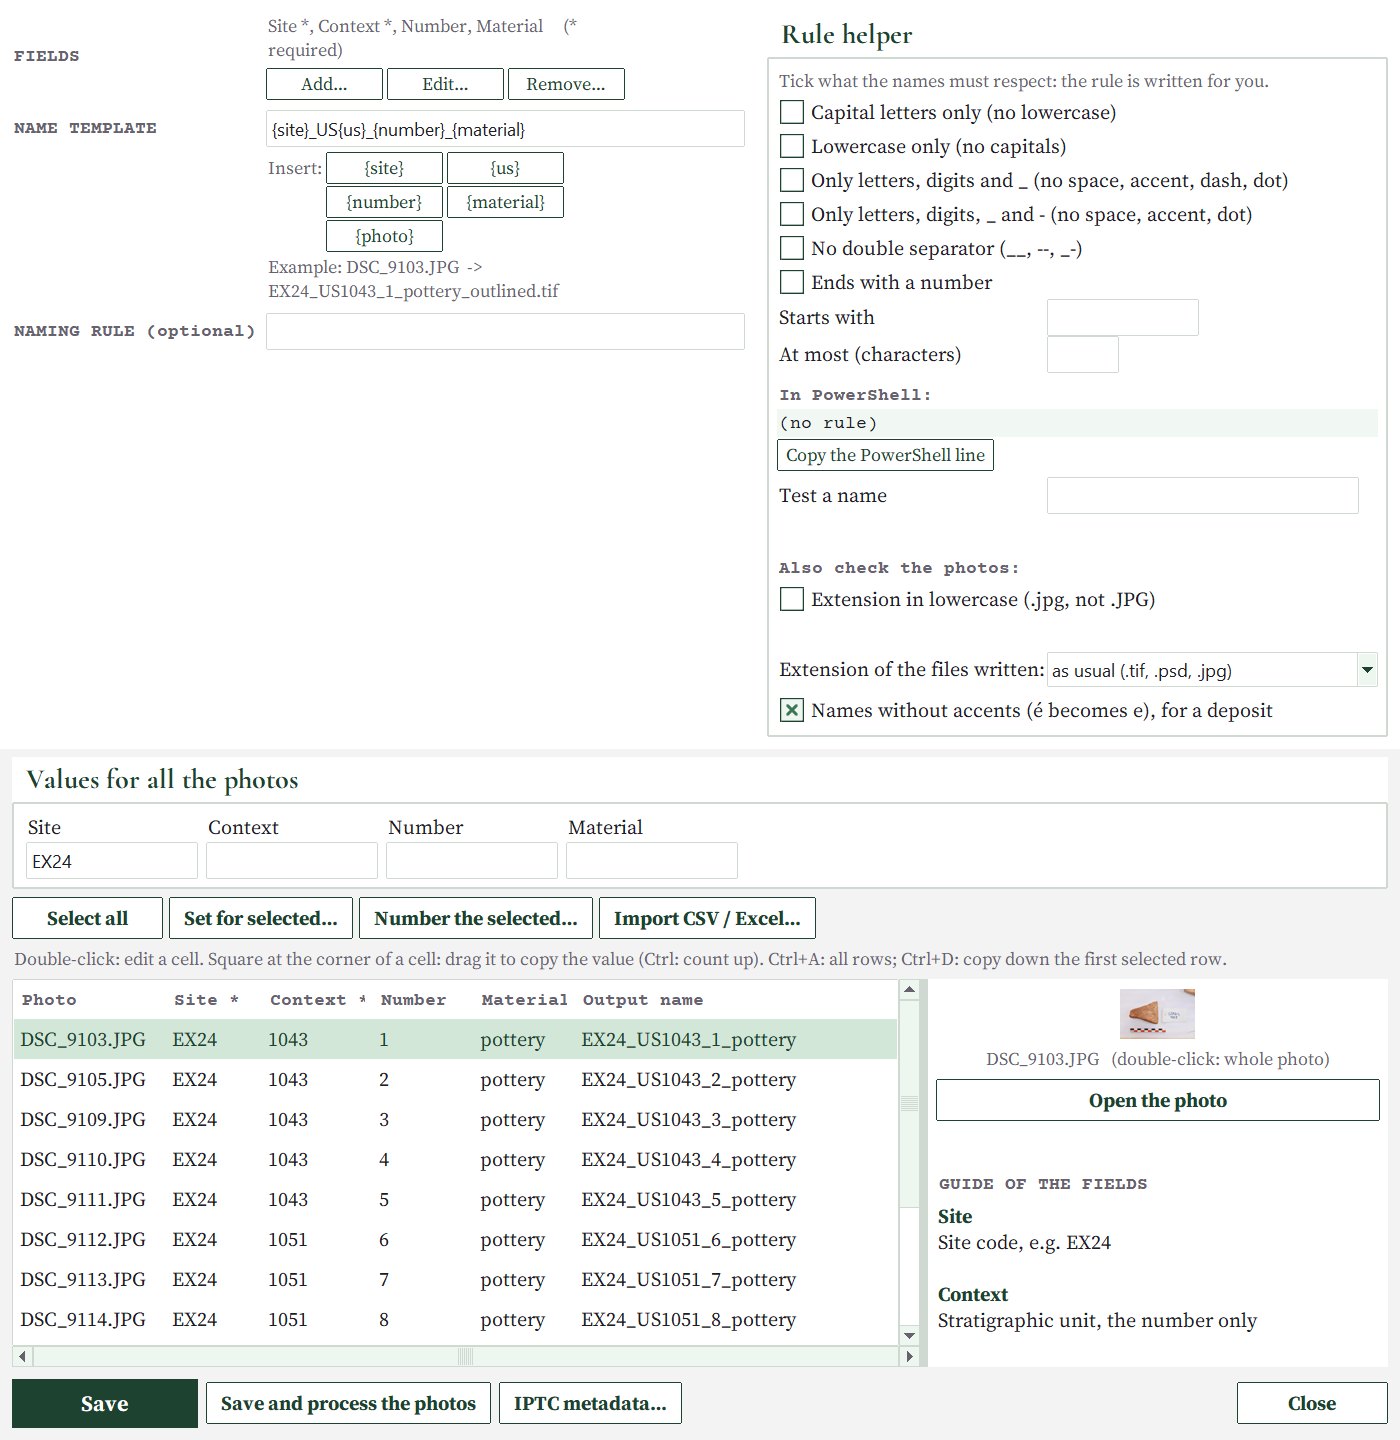 FIELDS
Site *, Context *, Number, Material (*
required)
Add... Edit... Remove...
NAME TEMPLATE
{site}_US{us}_{number}_{material}
Insert: {site} {us}
{number} {material}
{photo}
Example: DSC_9103.JPG ->
EX24_US1043_1_pottery_outlined.tif
NAMING RULE (optional)
Rule helper
Tick what the names must respect: the rule is written for you.
Capital letters only (no lowercase)
Lowercase only (no capitals)
Only letters, digits and _ (no space, accent, dash, dot)
Only letters, digits, _ and - (no space, accent, dot)
No double separator (__, --, _-)
Ends with a number
Starts with
At most (characters)
In PowerShell:
(no rule)
Copy the PowerShell line
Test a name
Also check the photos:
Extension in lowercase (.jpg, not .JPG)
Extension of the files written: as usual (.tif, .psd, .jpg)
Names without accents (é becomes e), for a deposit
Values for all the photos
Site Context Number Material
EX24
Select all Set for selected... Number the selected... Import CSV / Excel...
Double-click: edit a cell. Square at the corner of a cell: drag it to copy the value (Ctrl: count up). Ctrl+A: all rows; Ctrl+D: copy down the first selected row.
Photo Site * Context * Number Material Output name
DSC_9103.JPG EX24 1043 1 pottery EX24_US1043_1_pottery
DSC_9105.JPG EX24 1043 2 pottery EX24_US1043_2_pottery
DSC_9109.JPG EX24 1043 3 pottery EX24_US1043_3_pottery
DSC_9110.JPG EX24 1043 4 pottery EX24_US1043_4_pottery
DSC_9111.JPG EX24 1043 5 pottery EX24_US1043_5_pottery
DSC_9112.JPG EX24 1051 6 pottery EX24_US1051_6_pottery
DSC_9113.JPG EX24 1051 7 pottery EX24_US1051_7_pottery
DSC_9114.JPG EX24 1051 8 pottery EX24_US1051_8_pottery
DSC_9103.JPG (double-click: whole photo)
Open the photo
GUIDE OF THE FIELDS
Site
Site code, e.g. EX24
Context
Stratigraphic unit, the number only
Save Save and process the photos IPTC metadata... Close